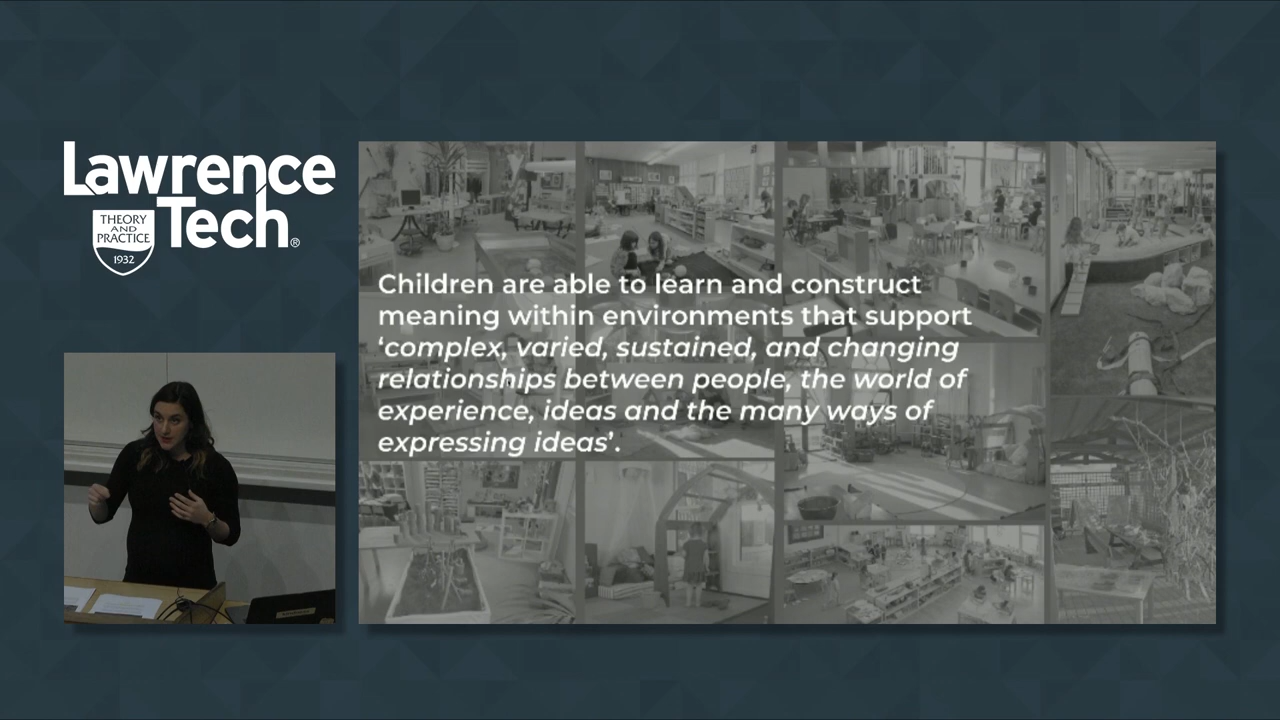 Lawrence
Tech®
THEORY
AND
PRACTICE
1932
Children are able to learn and construct
meaning within environments that support
‘complex, varied, sustained, and changing
relationships between people, the world of
experience, ideas and the many ways of
expressing ideas’.